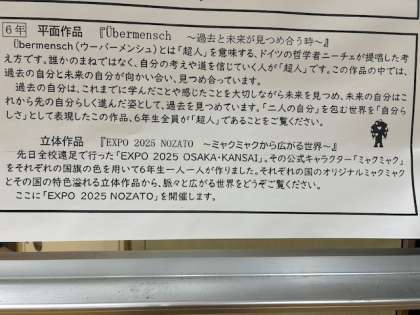 6年 平面作品 『Übermensch ～過去と未来が見つめ合う時～』
Übermensch(ウーバーメンシュ)とは「超人」を意味する、ドイツの哲学者ニーチェが提唱した考
え方です。誰かのまねではなく、自分の考えや道を信じていく人が「超人」です。この作品の中では、
過去の自分と未来の自分が向かい合い、見つめ合っています。
過去の自分は、これまでに学んだことや感じたことを大切しながら未来を見つめ、未来の自分はこ
れから先の自分らしく進んだ姿として、過去を見つめています。「二人の自分」を包む世界を「自分ら
しさ」として表現したこの作品、6年生全員が「超人」であることをご覧ください。
立体作品 『EXPO 2025 NOZATO ～ミャクミャクから広がる世界～』
先日全校遠足で行った「EXPO 2025 OSAKA・KANSAI」。その公式キャラクター「ミャクミャク」
をそれぞれの国旗の色を用いて6年生一人一人が作りました。それぞれの国のオリジナルミャクミャク
とその国の特色溢れる立体作品から、脈々と広がる世界をどうぞご覧ください。
ここに「EXPO 2025 NOZATO」を開催します。